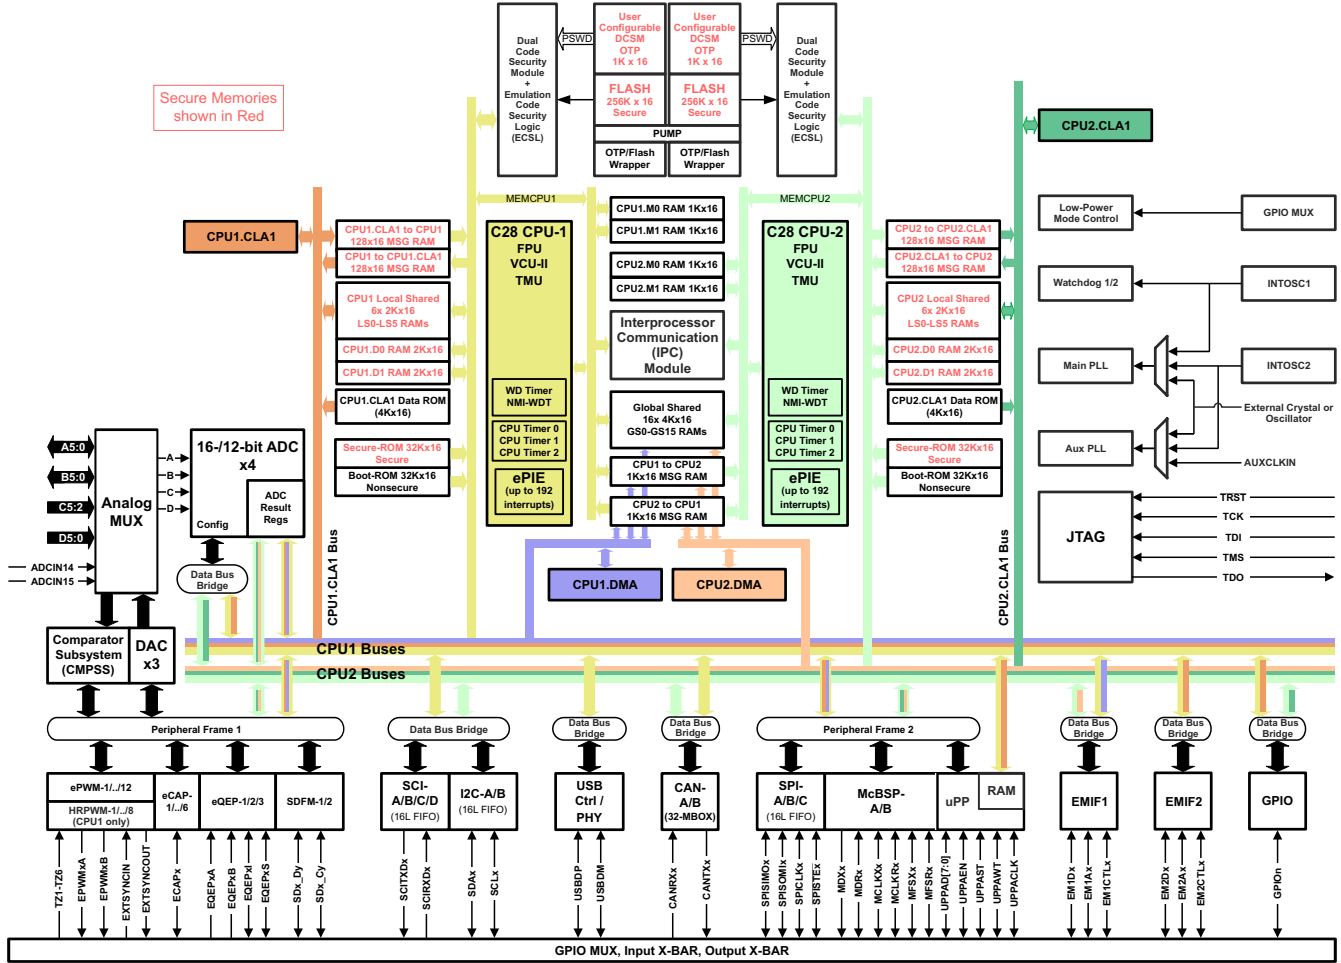 Secure Memories
shown in Red
Dual
Code
Security
Module
+
Emulation
Code
Security
Logic
(ECSL)
PSWD
User
Configurable
DCSM
OTP
1K x 16
User
Configurable
DCSM
OTP
1K x 16
PSWD
Dual
Code
Security
Module
+
Emulation
Code
Security
Logic
(ECSL)
FLASH
256K x 16
Secure
FLASH
256K x 16
Secure
PUMP
OTP/Flash
Wrapper
OTP/Flash
Wrapper
CPU2.CLA1
MEMCPU1
MEMCPU2
CPU1.CLA1
CPU1.CLA1 to CPU1
128x16 MSG RAM
CPU1 to CPU1.CLA1
128x16 MSG RAM
CPU1 Local Shared
6x 2Kx16
LS0-LS5 RAMs
CPU1.D0 RAM 2Kx16
CPU1.D1 RAM 2Kx16
CPU1.CLA1 Data ROM
(4Kx16)
Secure-ROM 32Kx16
Secure
Boot-ROM 32Kx16
Nonsecure
C28 CPU-1
FPU
VCU-II
TMU
WD Timer
NMI-WDT
CPU Timer 0
CPU Timer 1
CPU Timer 2
ePIE
(up to 192
interrupts)
CPU1.M0 RAM 1Kx16
CPU1.M1 RAM 1Kx16
CPU2.M0 RAM 1Kx16
CPU2.M1 RAM 1Kx16
Interprocessor
Communication
(IPC)
Module
Global Shared
16x 4Kx16
GS0-GS15 RAMs
CPU1 to CPU2
1Kx16 MSG RAM
CPU2 to CPU1
1Kx16 MSG RAM
C28 CPU-2
FPU
VCU-II
TMU
WD Timer
NMI-WDT
CPU Timer 0
CPU Timer 1
CPU Timer 2
ePIE
(up to 192
interrupts)
CPU2 to CPU2.CLA1
128x16 MSG RAM
CPU2.CLA1 to CPU2
128x16 MSG RAM
CPU2 Local Shared
6x 2Kx16
LS0-LS5 RAMs
CPU2.D0 RAM 2Kx16
CPU2.D1 RAM 2Kx16
CPU2.CLA1 Data ROM
(4Kx16)
Secure-ROM 32Kx16
Secure
Boot-ROM 32Kx16
Nonsecure
Low-Power
Mode Control
GPIO MUX
Watchdog 1/2
INTOSC1
Main PLL
INTOSC2
External Crystal or
Oscillator
Aux PLL
AUXCLKIN
JTAG
TRST
TCK
TDI
TMS
TDO
A5:0
B5:0
C5:2
D5:0
ADCIN14
ADCIN15
Analog
MUX
A
B
C
D
16-/12-bit ADC
x4
ADC
Result
Regs
Config
Data Bus
Bridge
CPU1.CLA1 Bus
CPU2.CLA1 Bus
CPU1.DMA
CPU2.DMA
Comparator
Subsystem
(CMPSS)
DAC
x3
CPU1 Buses
CPU2 Buses
Peripheral Frame 1
Data Bus Bridge
Data Bus
Bridge
Data Bus
Bridge
Peripheral Frame 2
Data Bus
Bridge
Data Bus
Bridge
Data Bus
Bridge
ePWM-1/../12
HRPWM-1/../8
(CPU1 only)
eCAP-
1/../6
eQEP-1/2/3
SDFM-1/2
SCI-
A/B/C/D
(16L FIFO)
I2C-A/B
(16L FIFO)
USB
Ctrl /
PHY
CAN-
A/B
(32-MBOX)
SPI-
A/B/C
(16L FIFO)
McBSP-
A/B
uPP
RAM
EMIF1
EMIF2
GPIO
TZ1-TZ6
EPWMxA
EPWMxB
EXTSYNCIN
EXTSYNCOUT
ECAPx
EQEPxA
EQEPxB
EQEPxI
EQEPxS
SDx_Dy
SDx_Cy
SCITXDx
SCIRXDx
SDAx
SCLx
USBDP
USBDM
CANRXx
CANTXx
SPISIMOx
SPISOMIx
SPICLKx
SPISTEx
MDXx
MDRx
MCLKXx
MCLKRx
MFSXx
MFSRx
UPPAD[7:0]
UPPAEN
UPPAST
UPPAWT
UPPACLK
EM1Dx
EM1Ax
EM1CTLx
EM2Dx
EM2Ax
EM2CTLx
GPIOn
GPIO MUX, Input X-BAR, Output X-BAR